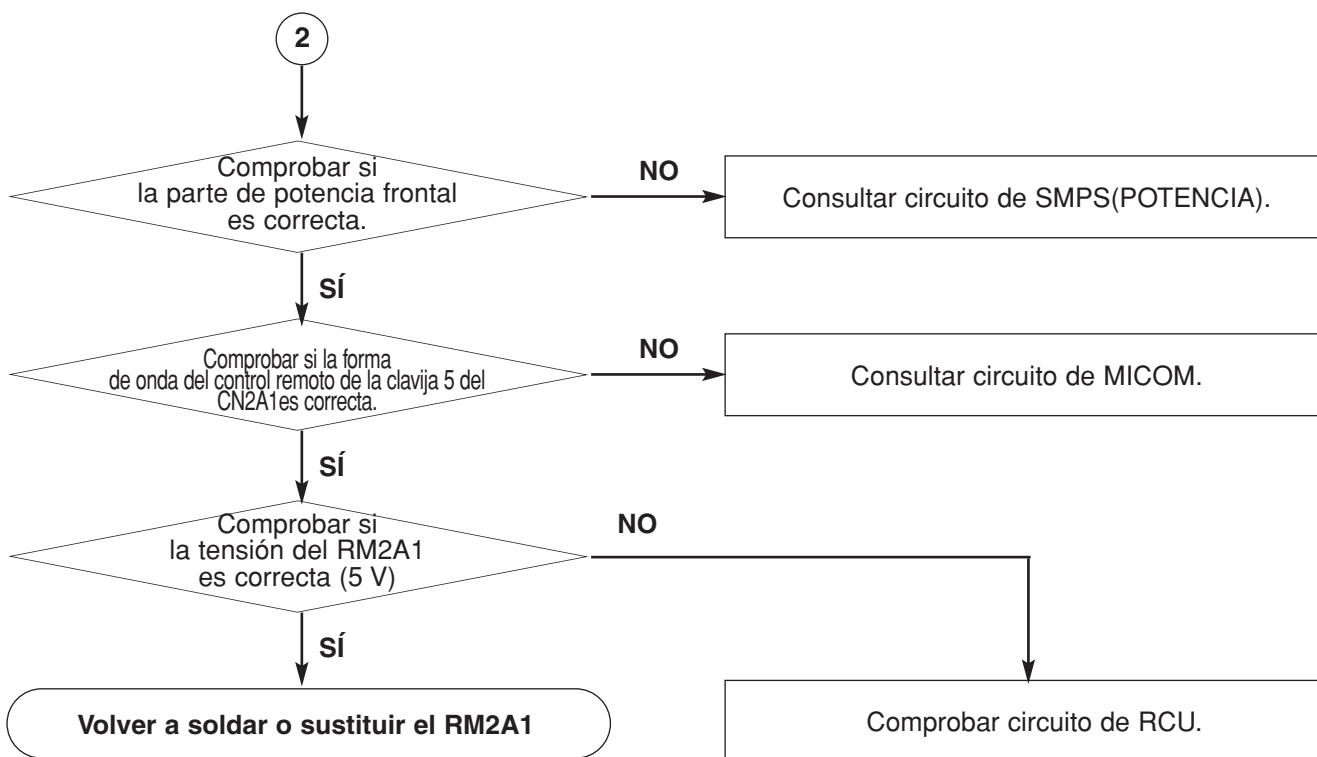 2
Comprobar si
la parte de potencia frontal
es correcta.
NO
Consultar circuito de SMPS(POTENCIA).
SÍ
Comprobar si la forma
de onda del control remoto de la clavija 5 del
CN2A1es correcta.
NO
Consultar circuito de MICOM.
SÍ
Comprobar si
la tensión del RM2A1
es correcta (5 V)
NO
SÍ
Volver a soldar o sustituir el RM2A1
Comprobar circuito de RCU.